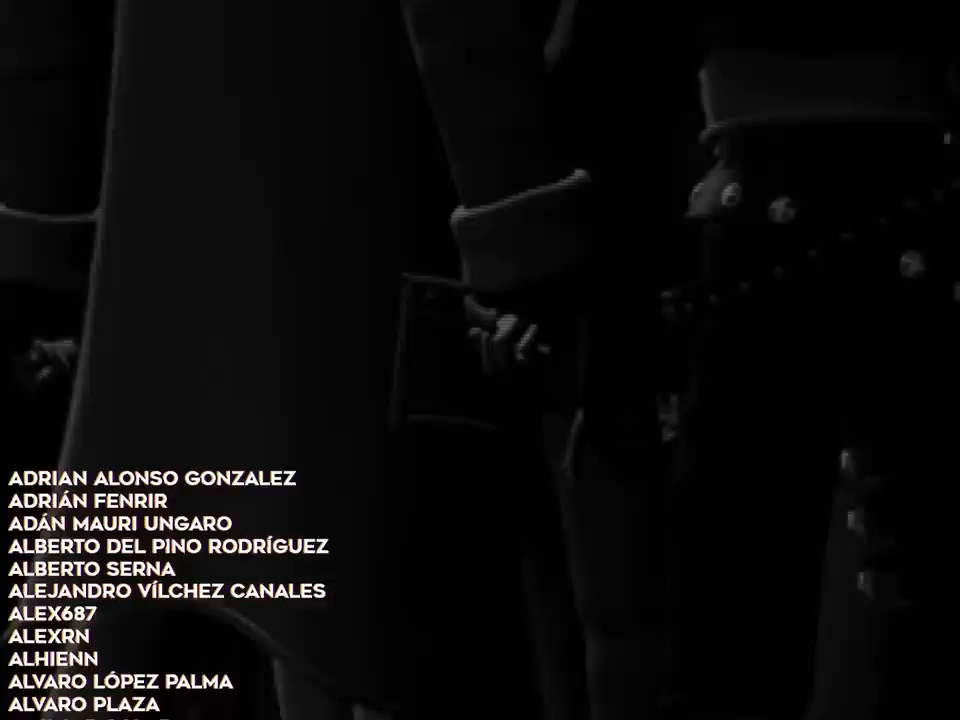 ADRIAN ALONSO GONZALEZ
ADRIÁN FENRIR
ADÁN MAURI UNGARO
ALBERTO DEL PINO RODRÍGUEZ
ALBERTO SERNA
ALEJANDRO VÍLCHEZ CANALES
ALEX687
ALEXRN
ALHIENN
ALVARO LÓPEZ PALMA
ALVARO PLAZA